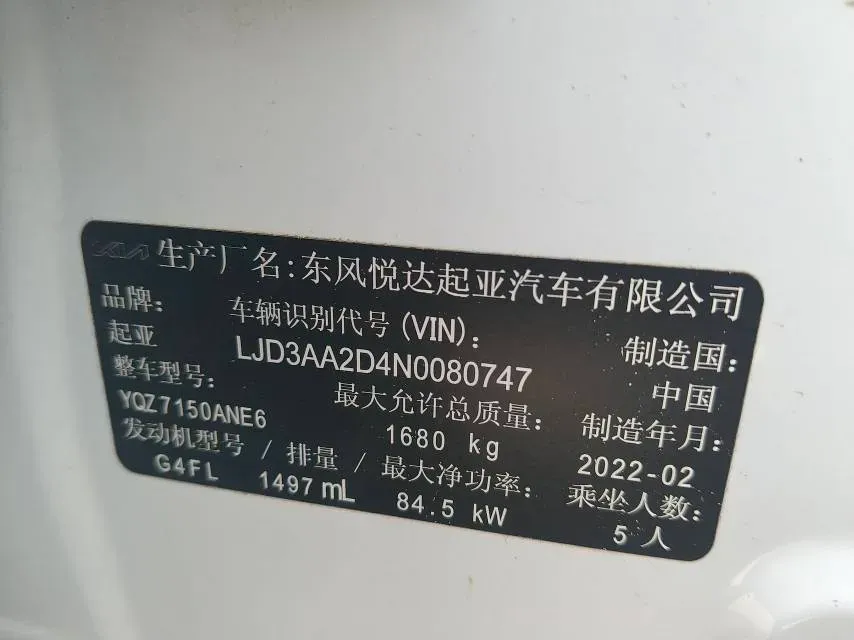 KIA 生产厂名:东风悦达起亚汽车有限公司
品牌: 车辆识别代号(VIN): 制造国:
起亚 LJD3AA2D4N0080747 中国
整车型号: 最大允许总质量: 制造年月:
YQZ7150ANE6 1680 kg 2022-02
发动机型号 / 排量 / 最大净功率: 乘坐人数:
G4FL 1497 mL 84.5 kW 5 人